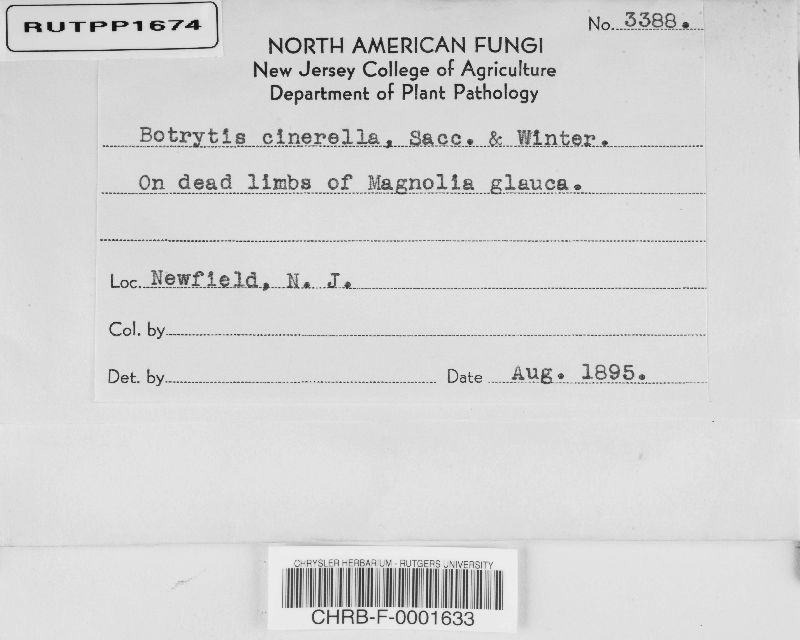 RUTPP1674
No. 3388.
NORTH AMERICAN FUNGI
New Jersey College of Agriculture
Department of Plant Pathology
Botrytis cinerella, Sacc. & Winter.
On dead limbs of Magnolia glauca.
Loc. Newfield, N. J.
Col. by
Det. by Date Aug. 1895.
CHRYSLER HERBARIUM - RUTGERS UNIVERSITY
CHRB-F-0001633